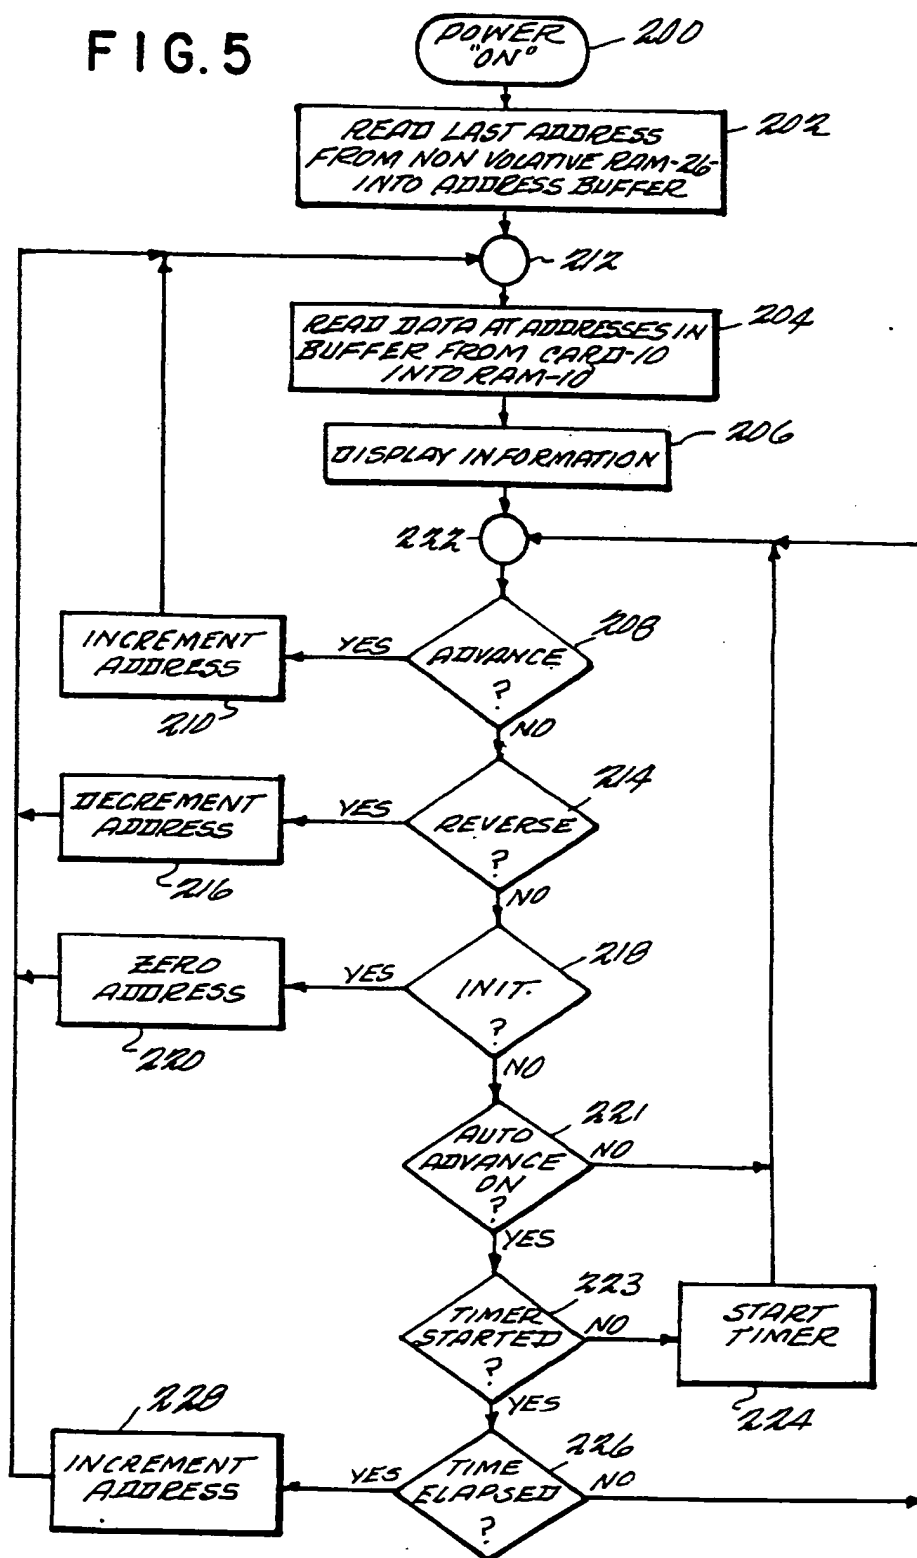 FIG. 5
POWER
"ON"
200
READ LAST ADDRESS
FROM NON VOLATIVE RAM-26
INTO ADDRESS BUFFER
202
212
READ DATA AT ADDRESSES IN
BUFFER FROM CARD-10
INTO RAM-10
204
DISPLAY INFORMATION
206
222
ADVANCE
?
208
YES
INCREMENT
ADDRESS
210
NO
REVERSE
?
214
YES
DECREMENT
ADDRESS
216
NO
INIT.
?
218
YES
ZERO
ADDRESS
220
NO
AUTO
ADVANCE
ON
?
221
NO
YES
TIMER
STARTED
?
223
NO
START
TIMER
224
YES
TIME
ELAPSED
?
226
NO
YES
INCREMENT
ADDRESS
228